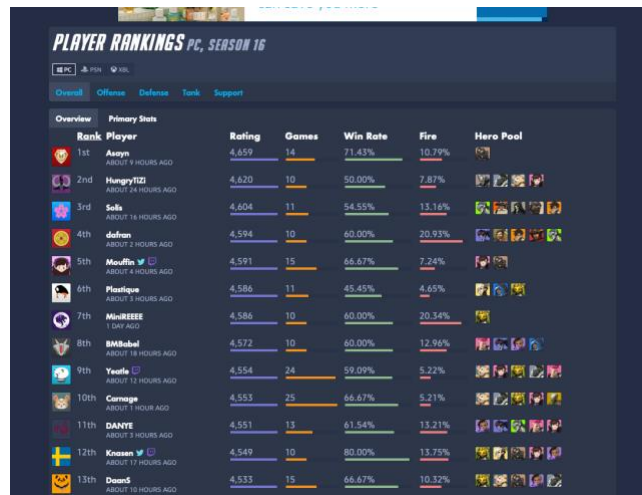 PLAYER RANKINGS PC, SEASON 16
PC PSN XBL
Overall Offense Defense Tank Support
Overview Primary Stats
Rank Player Rating Games Win Rate Fire Hero Pool
1st Asayn 4,659 14 71.43% 10.79%
ABOUT 9 HOURS AGO
2nd HungryTIZI 4,620 10 50.00% 7.87%
ABOUT 24 HOURS AGO
3rd Solis 4,604 11 54.55% 13.16%
ABOUT 16 HOURS AGO
4th dafran 4,594 10 60.00% 20.93%
ABOUT 2 HOURS AGO
5th Mouffin 4,591 15 66.67% 7.24%
ABOUT 4 HOURS AGO
6th Plastique 4,586 11 45.45% 4.65%
ABOUT 3 HOURS AGO
7th MiniREEEE 4,586 10 60.00% 20.34%
1 DAY AGO
8th BMBabel 4,572 10 60.00% 12.96%
ABOUT 18 HOURS AGO
9th Yeatle 4,554 24 59.09% 5.22%
ABOUT 12 HOURS AGO
10th Carnage 4,553 25 66.67% 5.21%
ABOUT 1 HOUR AGO
11th DANYE 4,551 13 61.54% 13.21%
ABOUT 3 HOURS AGO
12th Knasen 4,549 10 80.00% 13.75%
ABOUT 17 HOURS AGO
13th DaanS 4,533 15 66.67% 10.32%
ABOUT 10 HOURS AGO